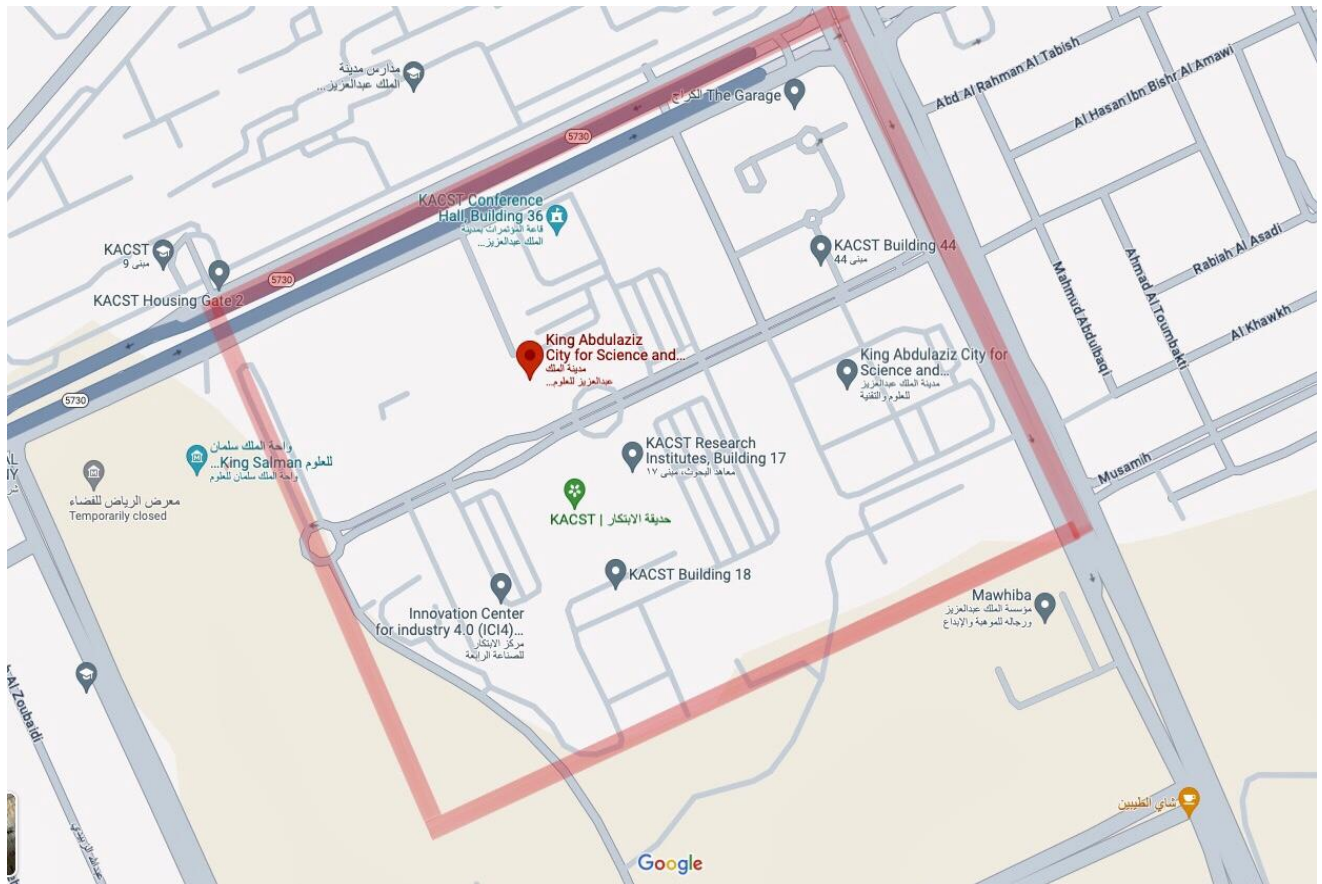 مدارس مدينة
الملك عبدالعزيز...
الكراج The Garage
5730
Abd Al Rahman Al Tabish
Al Hasan Ibn Bishr Al Amawi
KACST Conference
Hall, Building 36
قاعة المؤتمرات بمدينة
الملك عبدالعزيز...
KACST
مبنى 9
KACST Building 44
مبنى 44
Rabiah Al Asadi
5730
KACST Housing Gate 2
Mahmud Abdulbaqi
Ahmad Al Toumbakti
Al Khawkh
King Abdulaziz
City for Science and...
مدينة الملك
عبدالعزيز للعلوم...
King Abdulaziz City for
Science and...
مدينة الملك عبدالعزيز
للعلوم والتقنية
5730
واحة الملك سلمان
للعلوم King Salman...
واحة الملك سلمان للعلوم
KACST Research
Institutes, Building 17
معاهد البحوث، مبنى ١٧
Musamih
معرض الرياض للفضاء
Temporarily closed
حديقة الابتكار | KACST
KACST Building 18
Innovation Center
for industry 4.0 (ICI4)...
مركز الابتكار
للصناعة الرابعة
Mawhiba
مؤسسة الملك عبدالعزيز
ورجاله للموهبة والإبداع
Al Zoubaidi
شاي الطيبين
عبدالله الزبيدي
Google